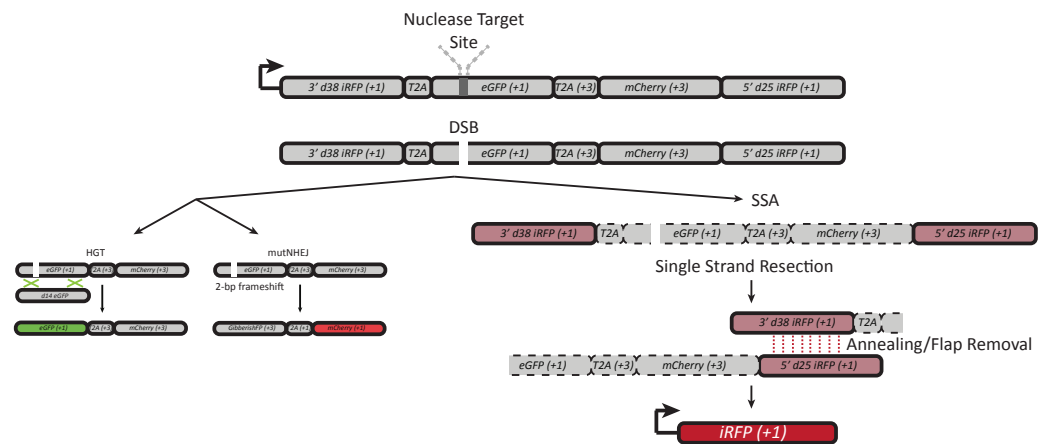 Nuclease Target
Site
3' d38 iRFP (+1) T2A eGFP (+1) T2A (+3) mCherry (+3) 5' d25 iRFP (+1)
DSB
3' d38 iRFP (+1) T2A eGFP (+1) T2A (+3) mCherry (+3) 5' d25 iRFP (+1)
SSA
3' d38 iRFP (+1) T2A eGFP (+1) T2A (+3) mCherry (+3) 5' d25 iRFP (+1)
HGT
eGFP (+1) T2A (+3) mCherry (+3)
d14 eGFP
eGFP (+1) T2A (+3) mCherry (+3)
mutNHEJ
eGFP (+1) T2A (+3) mCherry (+3)
2-bp frameshift
GibberishFP (+3) T2A (+1 mCherry (+1)
Single Strand Resection
3' d38 iRFP (+1) T2A
Annealing/Flap Removal
eGFP (+1) T2A (+3) mCherry (+3) 5' d25 iRFP (+1)
iRFP (+1)